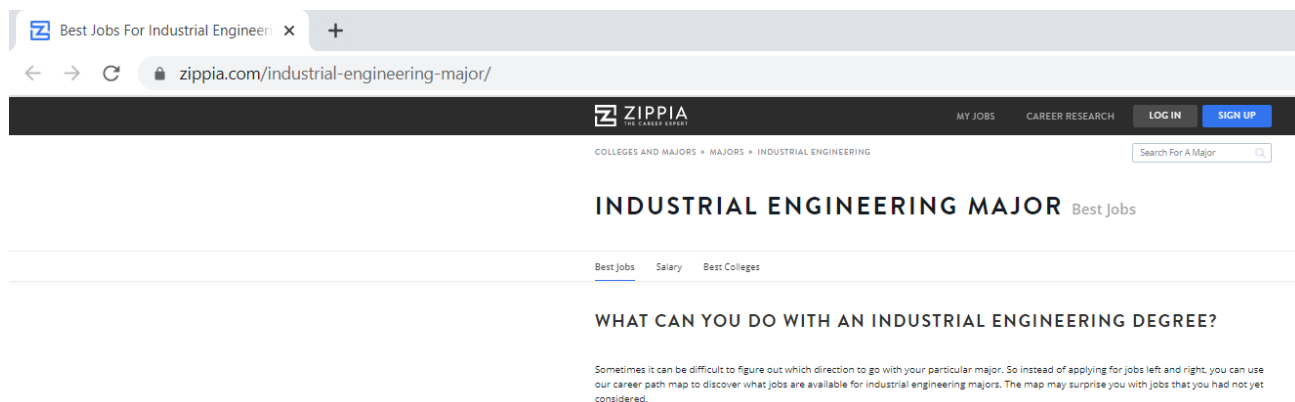 Best Jobs For Industrial Engineeri
zippia.com/industrial-engineering-major/
ZIPPIA
THE CAREER EXPERT
MY JOBS CAREER RESEARCH LOG IN SIGN UP
COLLEGES AND MAJORS » MAJORS » INDUSTRIAL ENGINEERING
Search For A Major
INDUSTRIAL ENGINEERING MAJOR Best Jobs
Best Jobs Salary Best Colleges
WHAT CAN YOU DO WITH AN INDUSTRIAL ENGINEERING DEGREE?
Sometimes it can be difficult to figure out which direction to go with your particular major. So instead of applying for jobs left and right, you can use
our career path map to discover what jobs are available for industrial engineering majors. The map may surprise you with jobs that you had not yet
considered.